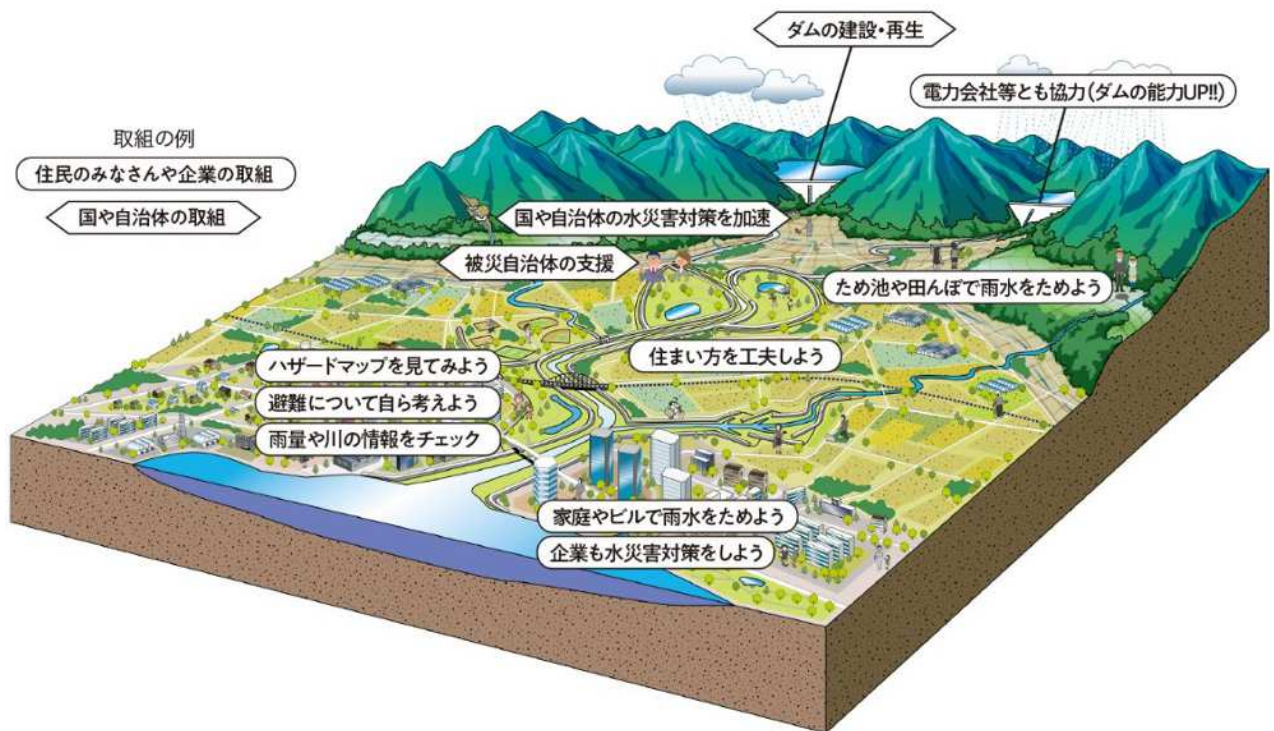 ダムの建設・再生
電力会社等とも協力(ダムの能力UP!!)
取組の例
住民のみなさんや企業の取組
国や自治体の取組
国や自治体の水災害対策を加速
被災自治体の支援
ため池や田んぼで雨水をためよう
住まい方を工夫しよう
ハザードマップを見てみよう
避難について自ら考えよう
雨量や川の情報をチェック
家庭やビルで雨水をためよう
企業も水災害対策をしよう